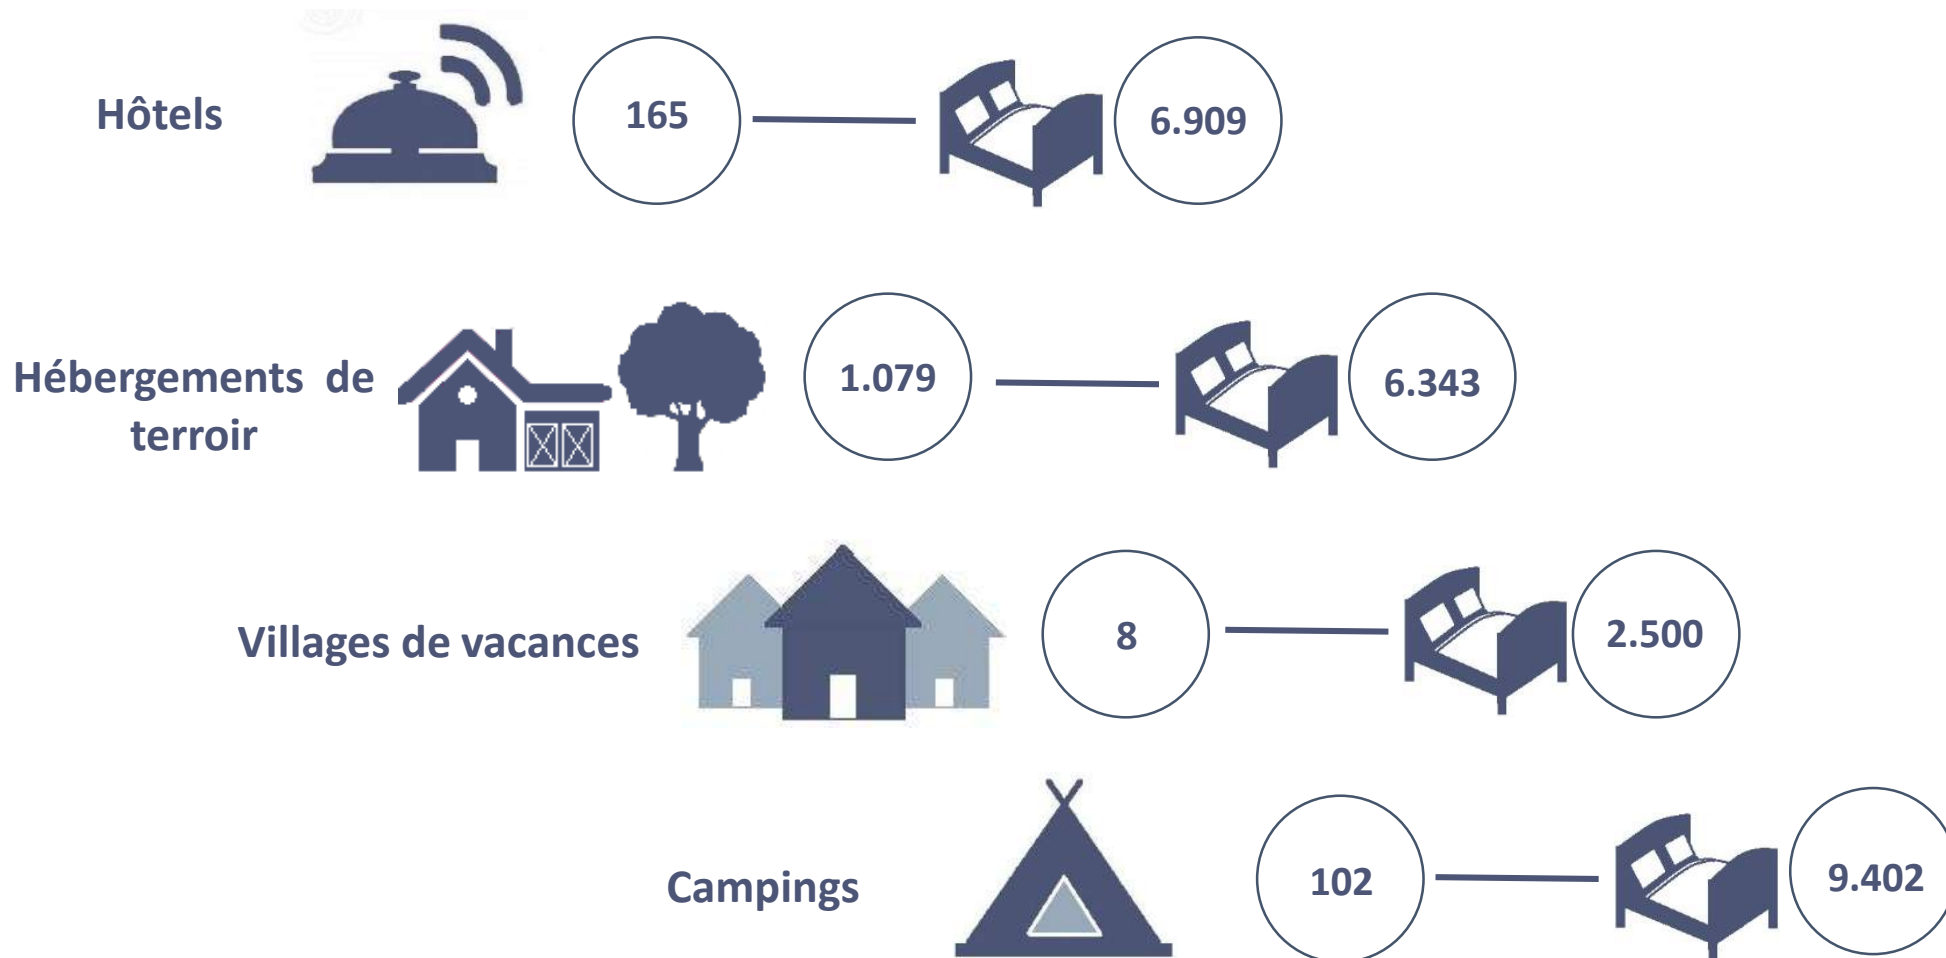 Hôtels
165
6.909
Hébergements de
terroir
1.079
6.343
Villages de vacances
8
2.500
Campings
102
9.402